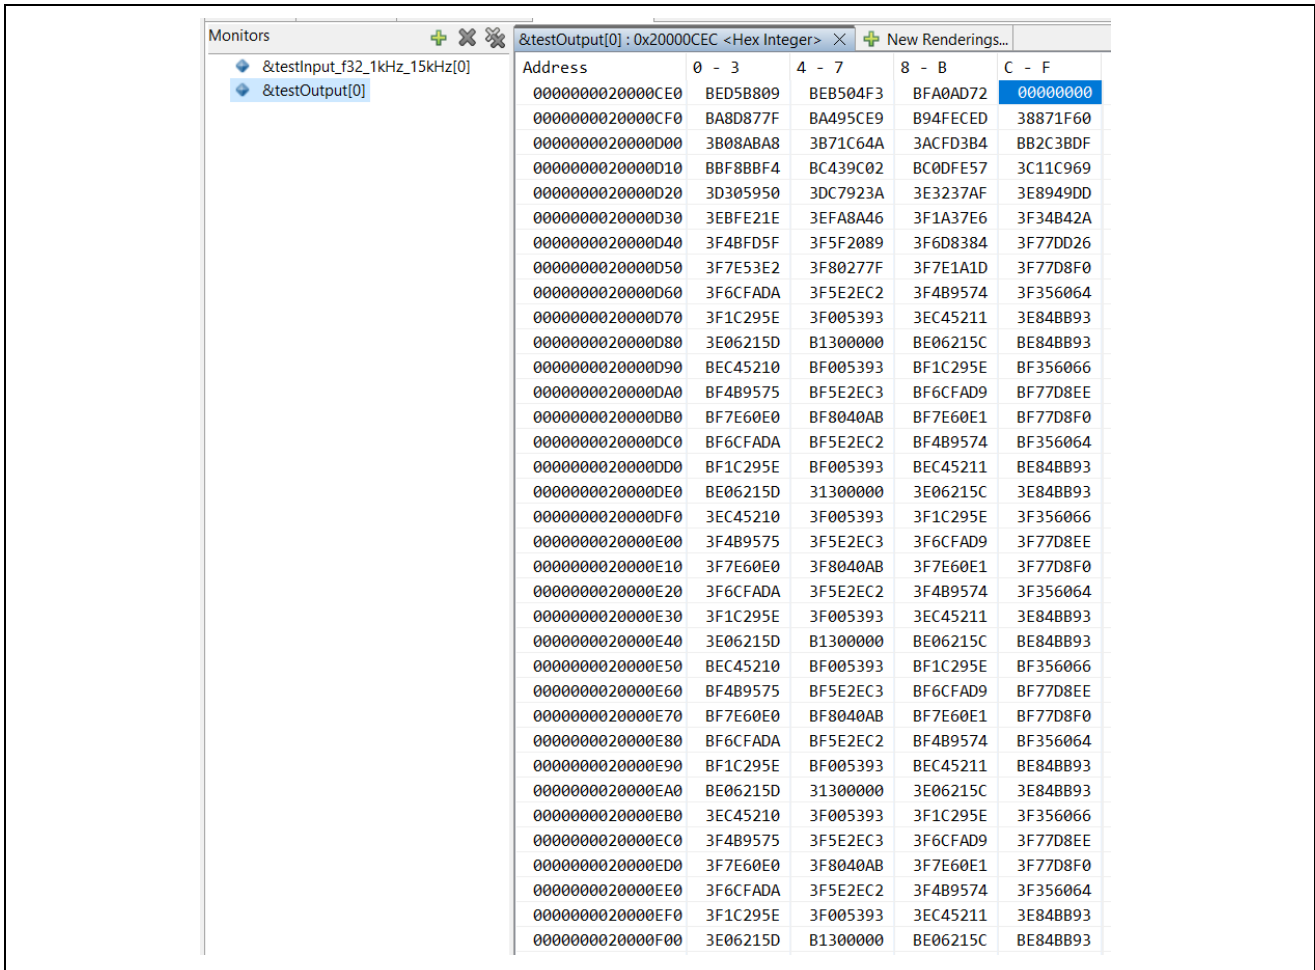 Monitors
&testInput_f32_1kHz_15kHz[0]
&testOutput[0]
&testOutput[0] : 0x20000CEC <Hex Integer> New Renderings...
Address 0 - 3 4 - 7 8 - B C - F
0000000020000CE0 BED5B809 BEB504F3 BFA0AD72 00000000
0000000020000CF0 BA8D877F BA495CE9 B94FECED 38871F60
0000000020000D00 3B08ABA8 3B71C64A 3ACFD3B4 BB2C3BDF
0000000020000D10 BBF8BBF4 BC439C02 BC0DFE57 3C11C969
0000000020000D20 3D305950 3DC7923A 3E3237AF 3E8949DD
0000000020000D30 3EBFE21E 3EFA8A46 3F1A37E6 3F34B42A
0000000020000D40 3F4BFD5F 3F5F2089 3F6D8384 3F77DD26
0000000020000D50 3F7E53E2 3F80277F 3F7E1A1D 3F77D8F0
0000000020000D60 3F6CFADA 3F5E2EC2 3F4B9574 3F356064
0000000020000D70 3F1C295E 3F005393 3EC45211 3E84BB93
0000000020000D80 3E06215D B1300000 BE06215C BE84BB93
0000000020000D90 BEC45210 BF005393 BF1C295E BF356066
0000000020000DA0 BF4B9575 BF5E2EC3 BF6CFAD9 BF77D8EE
0000000020000DB0 BF7E60E0 BF8040AB BF7E60E1 BF77D8F0
0000000020000DC0 BF6CFADA BF5E2EC2 BF4B9574 BF356064
0000000020000DD0 BF1C295E BF005393 BEC45211 BE84BB93
0000000020000DE0 BE06215D 31300000 3E06215C 3E84BB93
0000000020000DF0 3EC45210 3F005393 3F1C295E 3F356066
0000000020000E00 3F4B9575 3F5E2EC3 3F6CFAD9 3F77D8EE
0000000020000E10 3F7E60E0 3F8040AB 3F7E60E1 3F77D8F0
0000000020000E20 3F6CFADA 3F5E2EC2 3F4B9574 3F356064
0000000020000E30 3F1C295E 3F005393 3EC45211 3E84BB93
0000000020000E40 3E06215D B1300000 BE06215C BE84BB93
0000000020000E50 BEC45210 BF005393 BF1C295E BF356066
0000000020000E60 BF4B9575 BF5E2EC3 BF6CFAD9 BF77D8EE
0000000020000E70 BF7E60E0 BF8040AB BF7E60E1 BF77D8F0
0000000020000E80 BF6CFADA BF5E2EC2 BF4B9574 BF356064
0000000020000E90 BF1C295E BF005393 BEC45211 BE84BB93
0000000020000EA0 BE06215D 31300000 3E06215C 3E84BB93
0000000020000EB0 3EC45210 3F005393 3F1C295E 3F356066
0000000020000EC0 3F4B9575 3F5E2EC3 3F6CFAD9 3F77D8EE
0000000020000ED0 3F7E60E0 3F8040AB 3F7E60E1 3F77D8F0
0000000020000EE0 3F6CFADA 3F5E2EC2 3F4B9574 3F356064
0000000020000EF0 3F1C295E 3F005393 3EC45211 3E84BB93
0000000020000F00 3E06215D B1300000 BE06215C BE84BB93